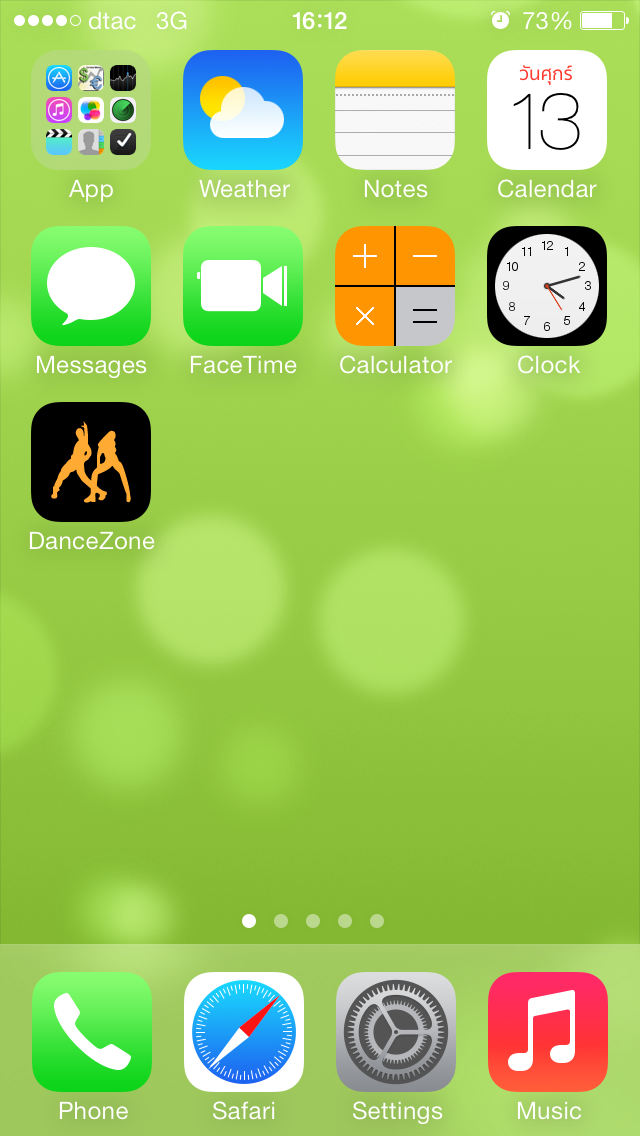 dtac 3G 16:12 73%
วันศุกร์
13
App Weather Notes Calendar
12
11 1
10 2
9 3
8 4
7 5
6
Messages FaceTime Calculator Clock
DanceZone
Phone Safari Settings Music